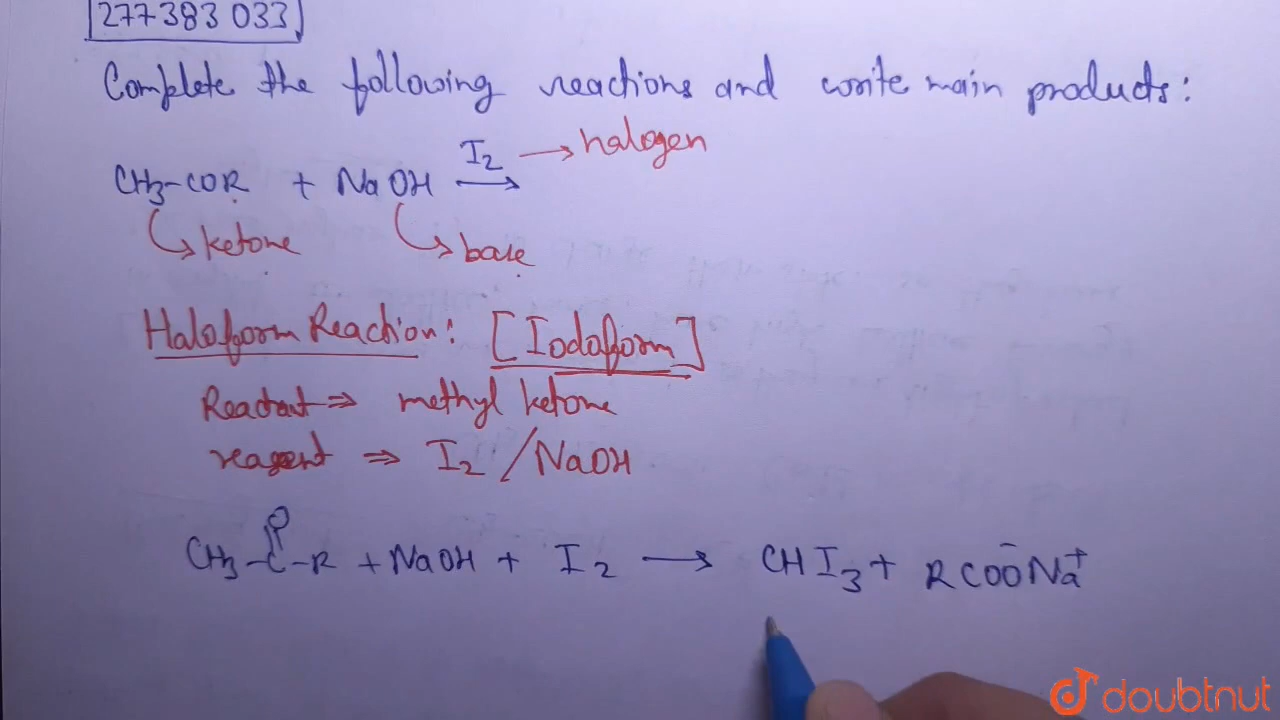 277383033
Complete the following reactions and write main products:
I2 → halogen
CH3-COR + NaOH →
ketone base
Haloform Reaction: [Iodoform]
Reactant ⇒ methyl ketone
reagent ⇒ I2/NaOH
O
CH3-C-R + NaOH + I2 → CHI3 + RCOO⁻Na⁺
doubtnut